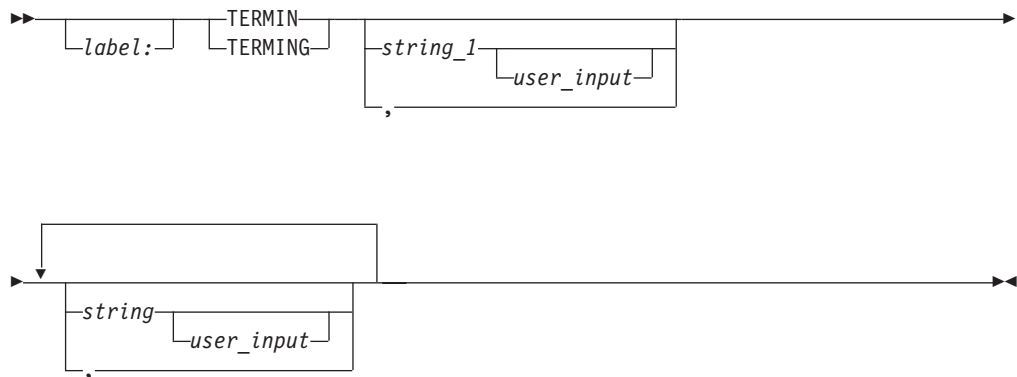 TERMIN
label: TERMING string_1
user_input
,
string
user_input
,